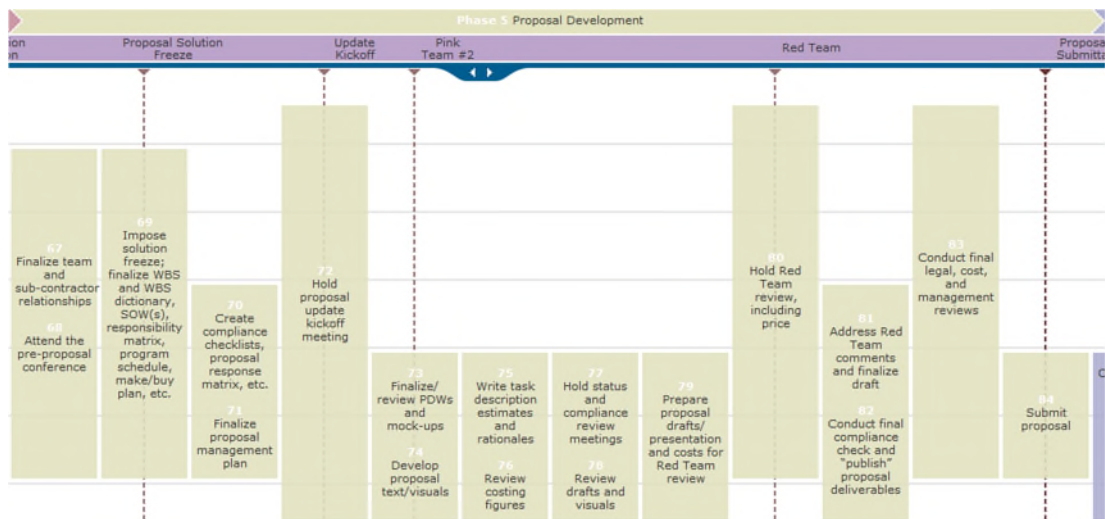 Phase 5 Proposal Development
Proposal Solution
Freeze
Update
Kickoff
Pink
Team #2
Red Team
67
Finalize team
and
sub-contractor
relationships
68
Attend the
pre-proposal
conference
69
Impose
solution
freeze;
finalize WBS
and WBS
dictionary,
SOW(s),
responsibility
matrix,
program
schedule,
make/buy
plan, etc.
70
Create
compliance
checklists,
proposal
response
matrix, etc.
71
Finalize
proposal
management
plan
72
Hold
proposal
update
kickoff
meeting
73
Finalize/
review PDWs
and
mock-ups
74
Develop
proposal
text/visuals
75
Write task
description
estimates
and
rationales
76
Review
costing
figures
77
Hold status
and
compliance
review
meetings
78
Review
drafts and
visuals
79
Prepare
proposal
drafts/
presentation
and costs for
Red Team
review
80
Hold Red
Team
review,
including
price
81
Address Red
Team
comments
and finalize
draft
82
Conduct final
compliance
check and
“publish”
proposal
deliverables
83
Conduct final
legal, cost,
and
management
reviews
84
Submit
proposal